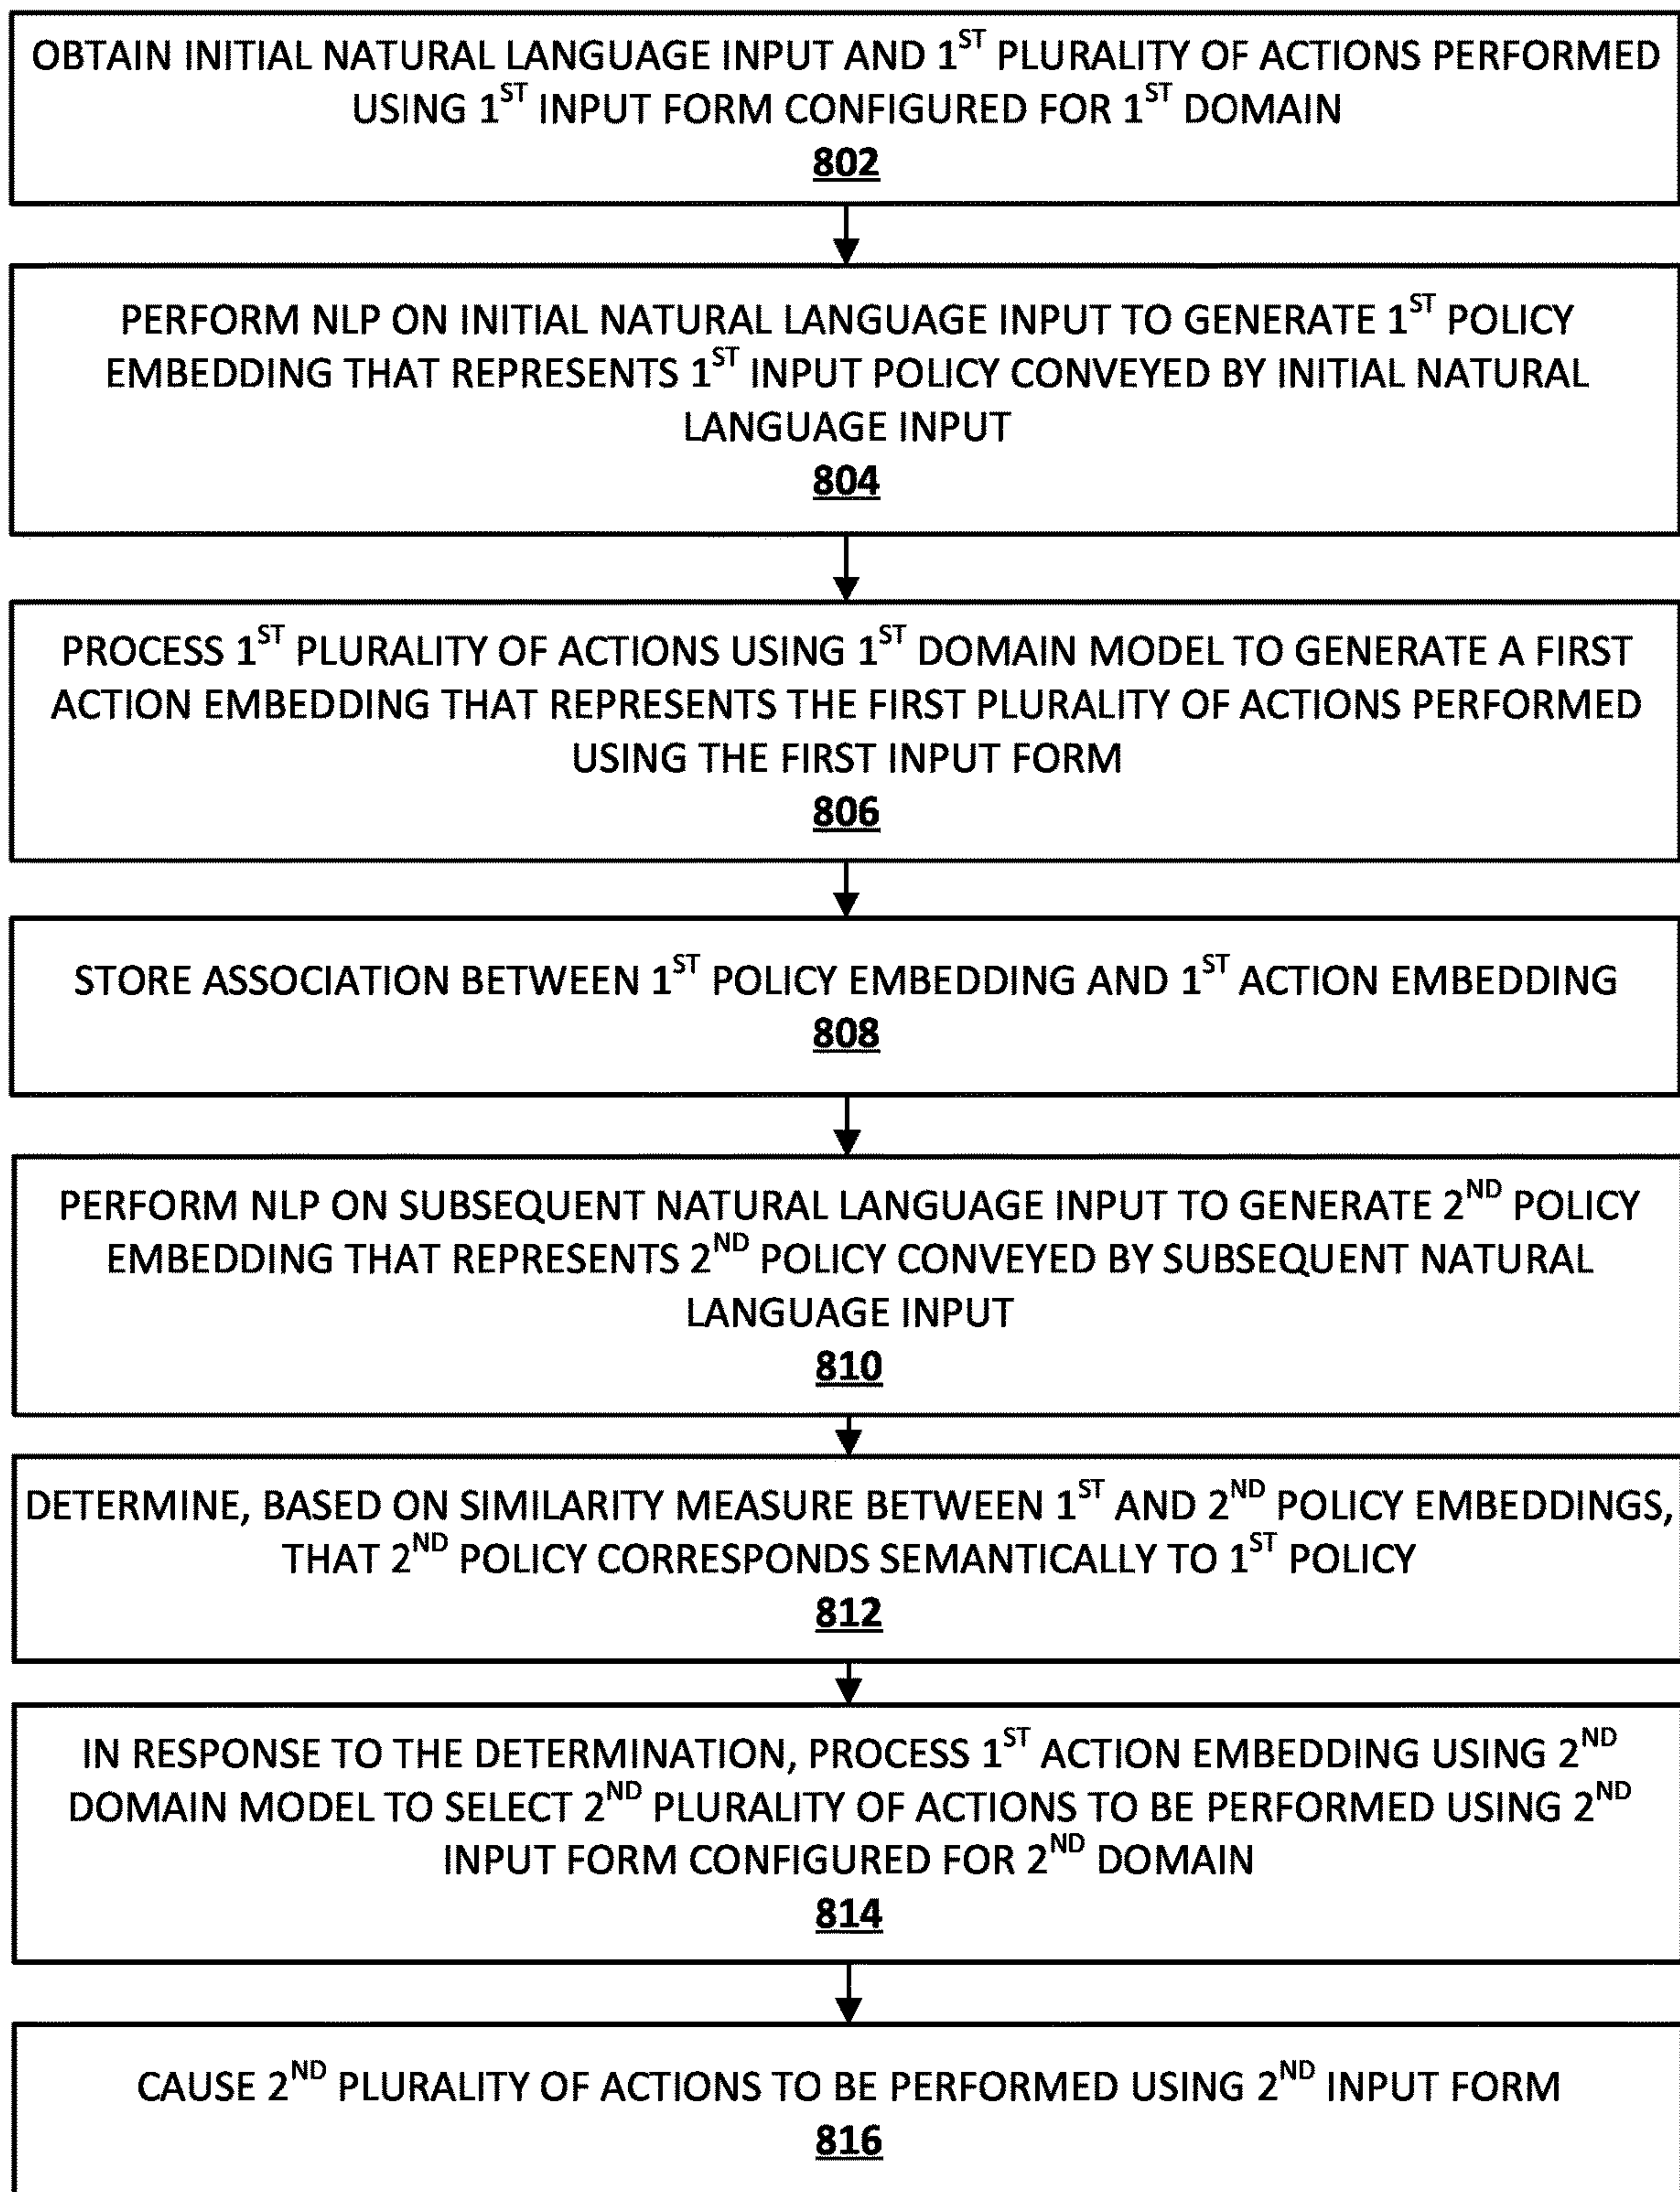 OBTAIN INITIAL NATURAL LANGUAGE INPUT AND 1ST PLURALITY OF ACTIONS PERFORMED
USING 1ST INPUT FORM CONFIGURED FOR 1ST DOMAIN
802
PERFORM NLP ON INITIAL NATURAL LANGUAGE INPUT TO GENERATE 1ST POLICY
EMBEDDING THAT REPRESENTS 1ST INPUT POLICY CONVEYED BY INITIAL NATURAL
LANGUAGE INPUT
804
PROCESS 1ST PLURALITY OF ACTIONS USING 1ST DOMAIN MODEL TO GENERATE A FIRST
ACTION EMBEDDING THAT REPRESENTS THE FIRST PLURALITY OF ACTIONS PERFORMED
USING THE FIRST INPUT FORM
806
STORE ASSOCIATION BETWEEN 1ST POLICY EMBEDDING AND 1ST ACTION EMBEDDING
808
PERFORM NLP ON SUBSEQUENT NATURAL LANGUAGE INPUT TO GENERATE 2ND POLICY
EMBEDDING THAT REPRESENTS 2ND POLICY CONVEYED BY SUBSEQUENT NATURAL
LANGUAGE INPUT
810
DETERMINE, BASED ON SIMILARITY MEASURE BETWEEN 1ST AND 2ND POLICY EMBEDDINGS,
THAT 2ND POLICY CORRESPONDS SEMANTICALLY TO 1ST POLICY
812
IN RESPONSE TO THE DETERMINATION, PROCESS 1ST ACTION EMBEDDING USING 2ND
DOMAIN MODEL TO SELECT 2ND PLURALITY OF ACTIONS TO BE PERFORMED USING 2ND
INPUT FORM CONFIGURED FOR 2ND DOMAIN
814
CAUSE 2ND PLURALITY OF ACTIONS TO BE PERFORMED USING 2ND INPUT FORM
816